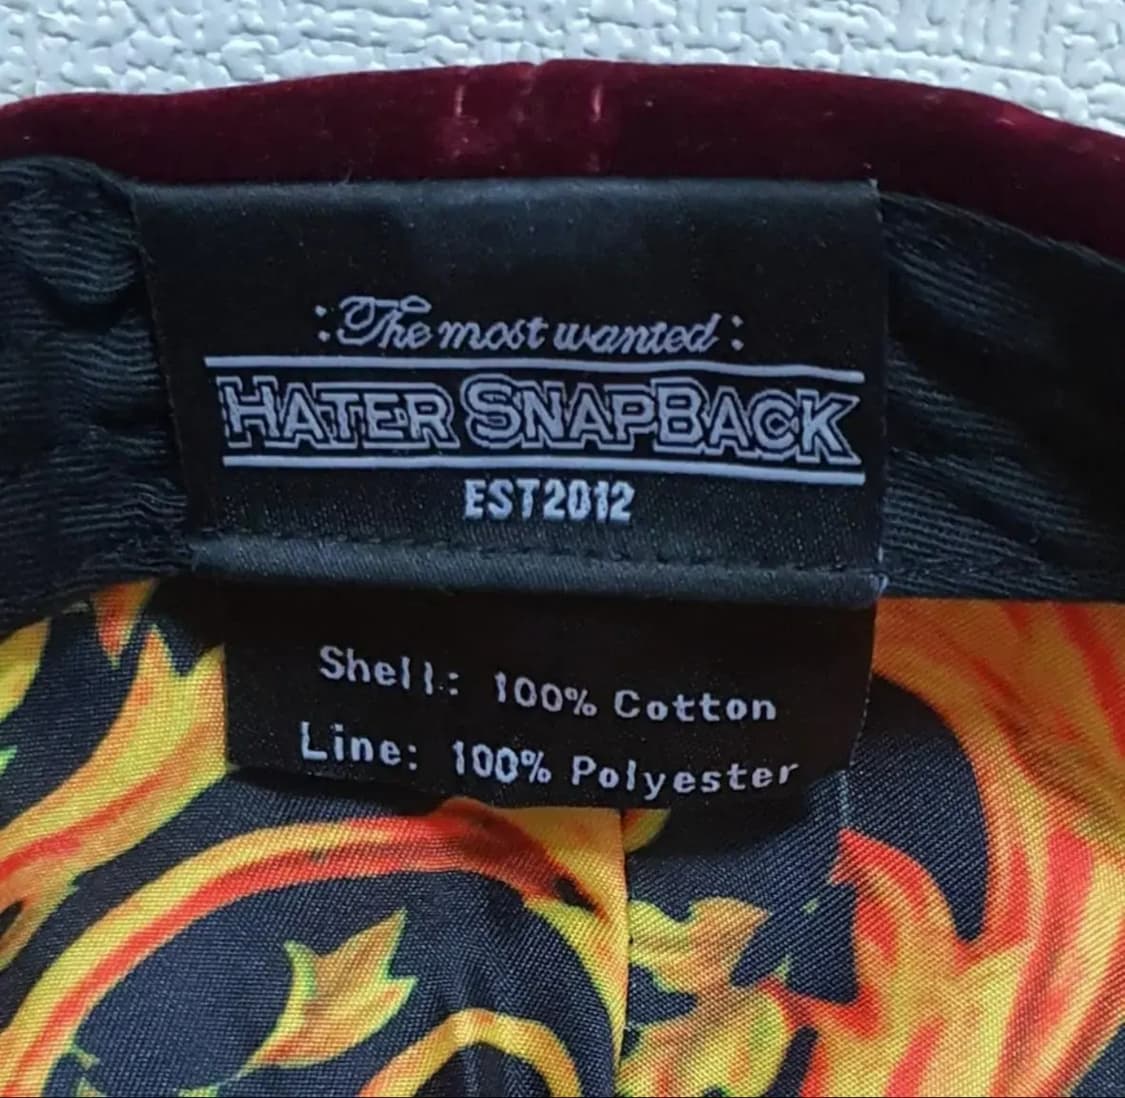 :The most wanted:
HATER SNAPBACK
EST2012
Shell: 100% Cotton
Line: 100% Polyester